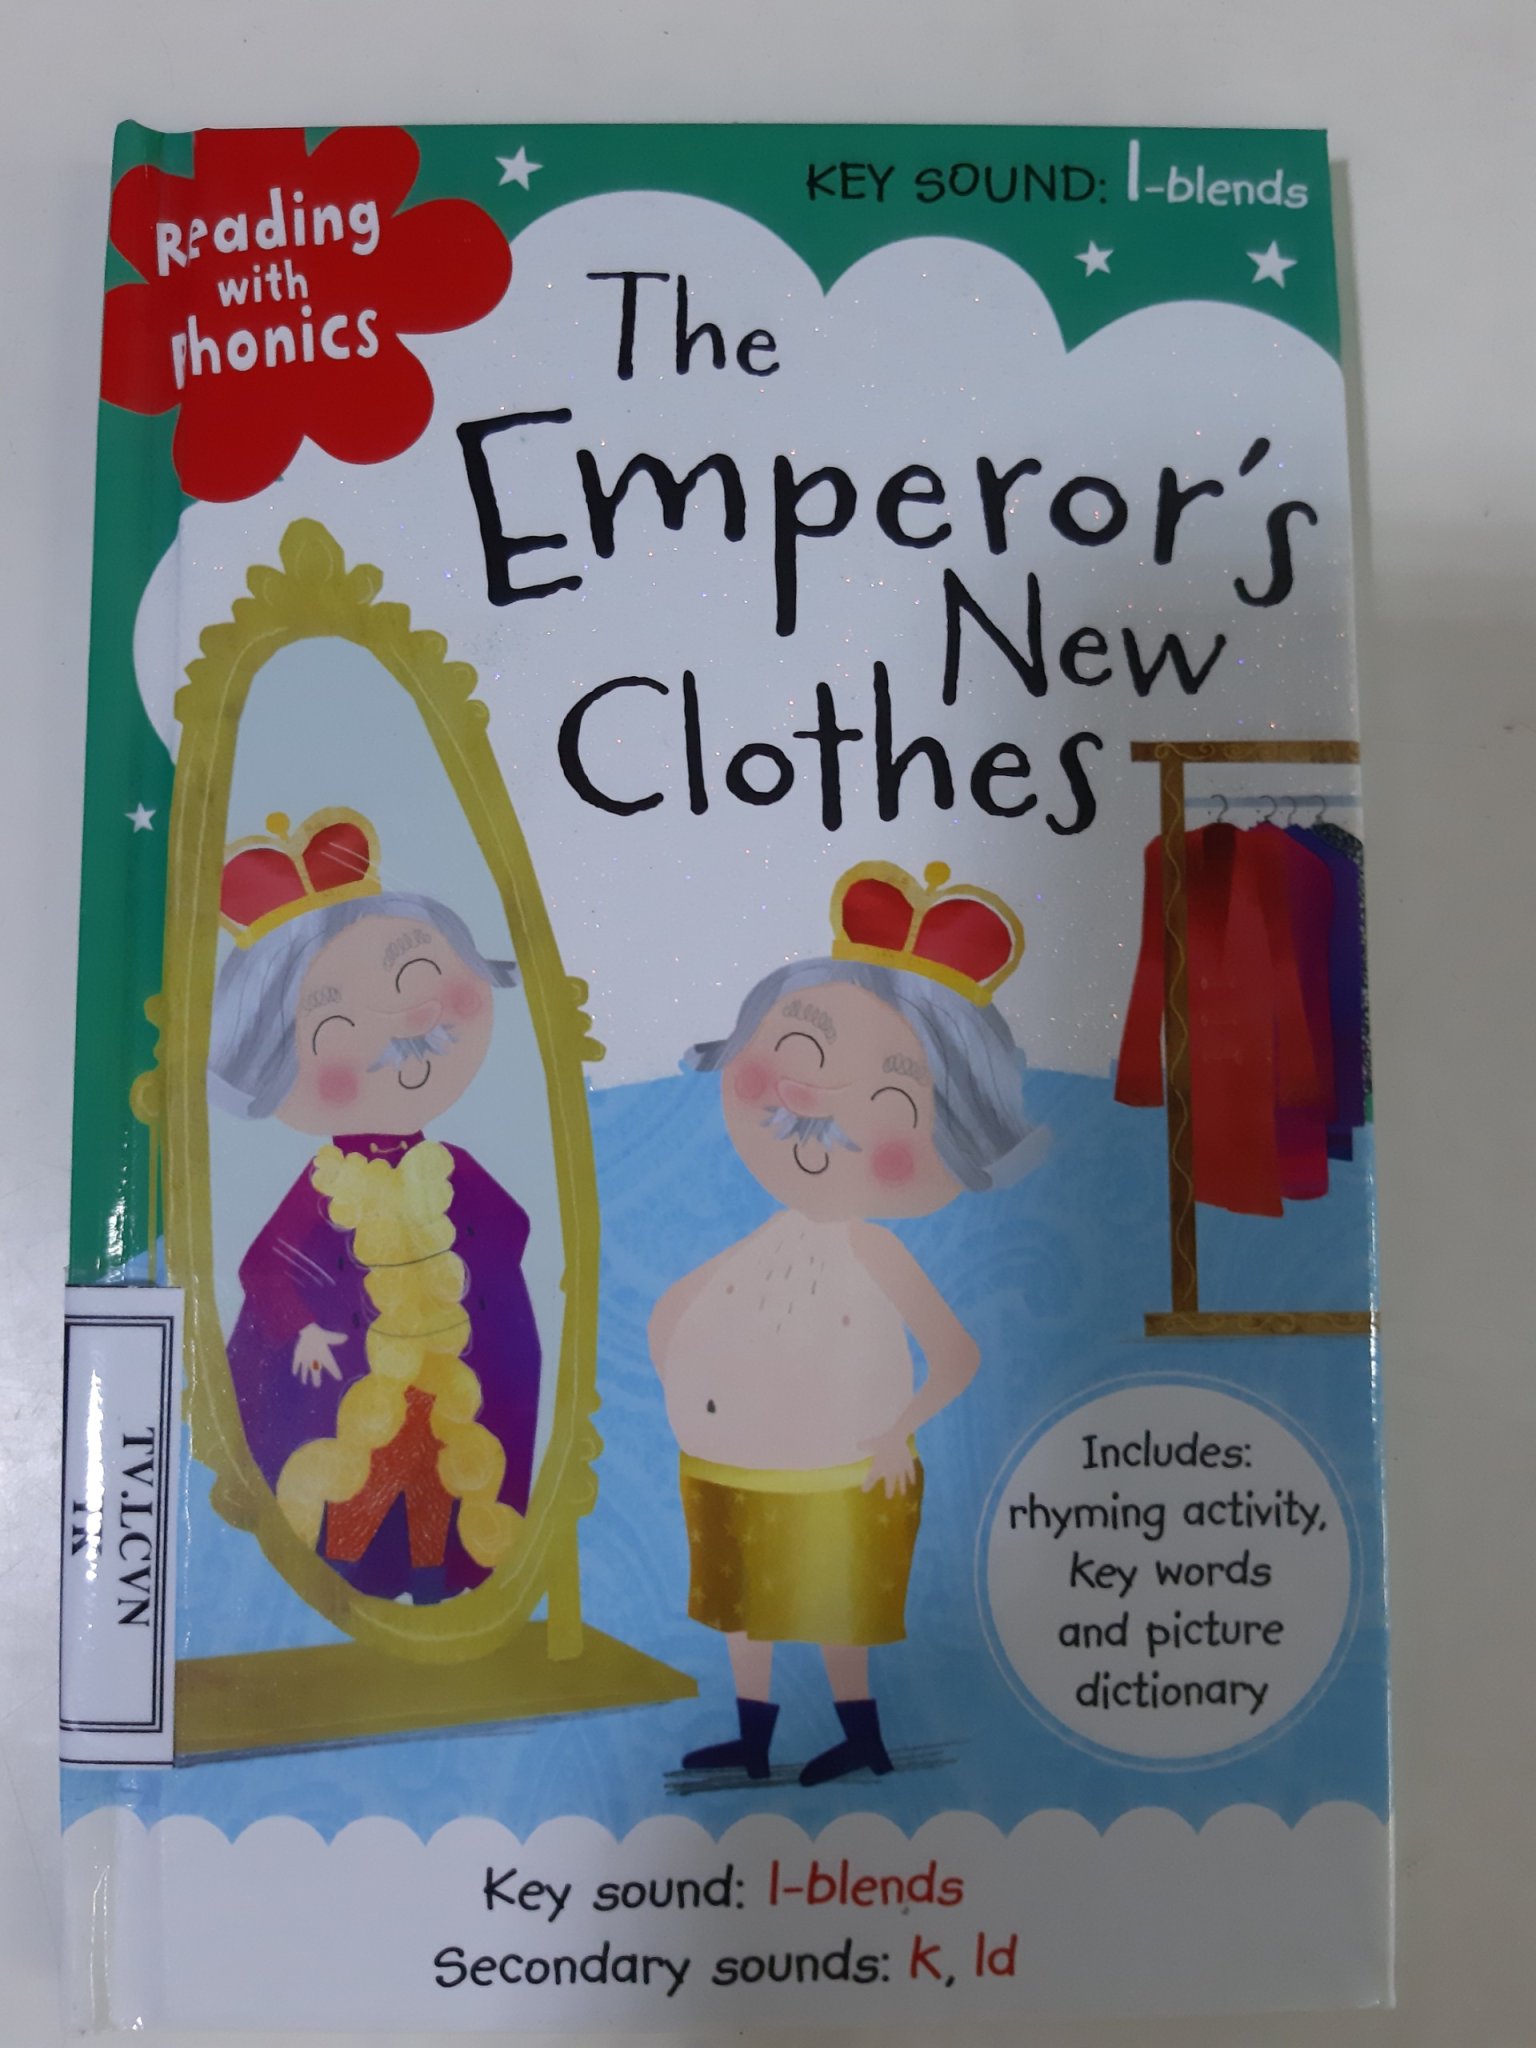 Reading
with
phonics
KEY SOUND: l-blends
The
Emperor's
New
Clothes
Includes:
rhyming activity,
key words
and picture
dictionary
TV.LCVN
Key sound: l-blends
Secondary sounds: k, ld